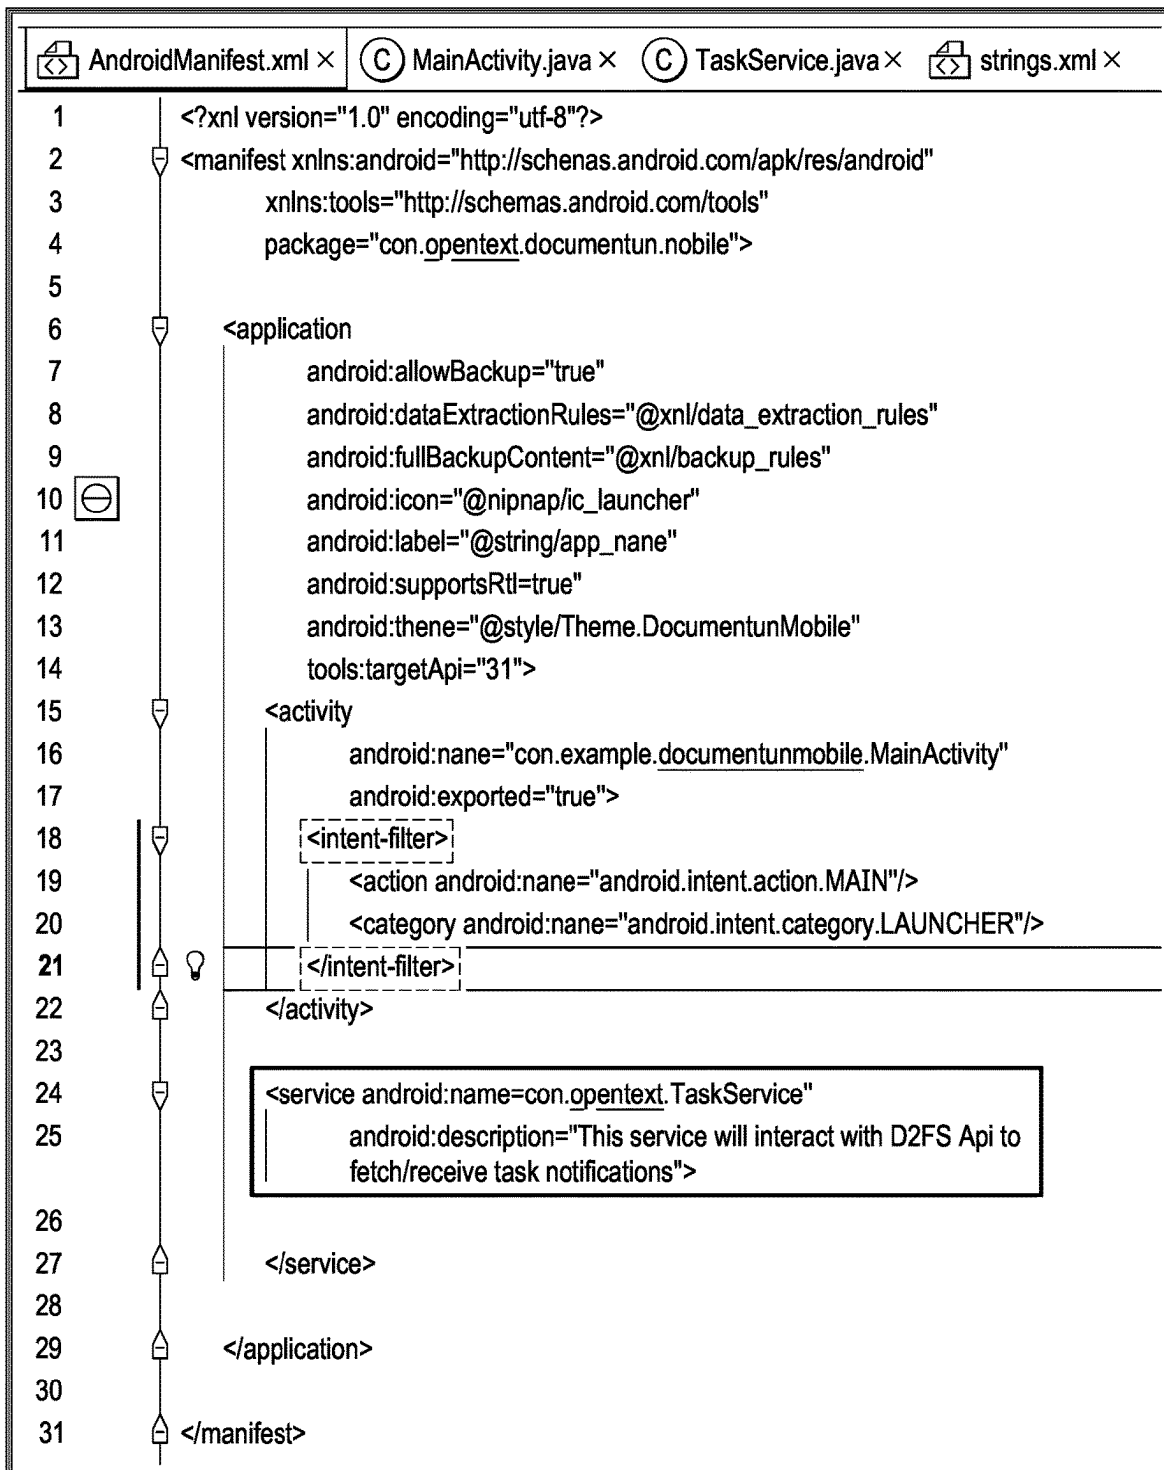 AndroidManifest.xml × C MainActivity.java × C TaskService.java × strings.xml ×
1 <?xnl version="1.0" encoding="utf-8"?>
2 <manifest xnlns:android="http://schenas.android.com/apk/res/android"
3 xnlns:tools="http://schemas.android.com/tools"
4 package="con.opentext.documentun.nobile">
5
6 <application
7 android:allowBackup="true"
8 android:dataExtractionRules="@xnl/data_extraction_rules"
9 android:fullBackupContent="@xnl/backup_rules"
10 android:icon="@nipnap/ic_launcher"
11 android:label="@string/app_nane"
12 android:supportsRtl=true"
13 android:thene="@style/Theme.DocumentunMobile"
14 tools:targetApi="31">
15 <activity
16 android:nane="con.example.documentunmobile.MainActivity"
17 android:exported="true">
18 <intent-filter>
19 <action android:nane="android.intent.action.MAIN"/>
20 <category android:nane="android.intent.category.LAUNCHER"/>
21 </intent-filter>
22 </activity>
23
24 <service android:name=con.opentext.TaskService"
25 android:description="This service will interact with D2FS Api to
fetch/receive task notifications">
26
27 </service>
28
29 </application>
30
31 </manifest>